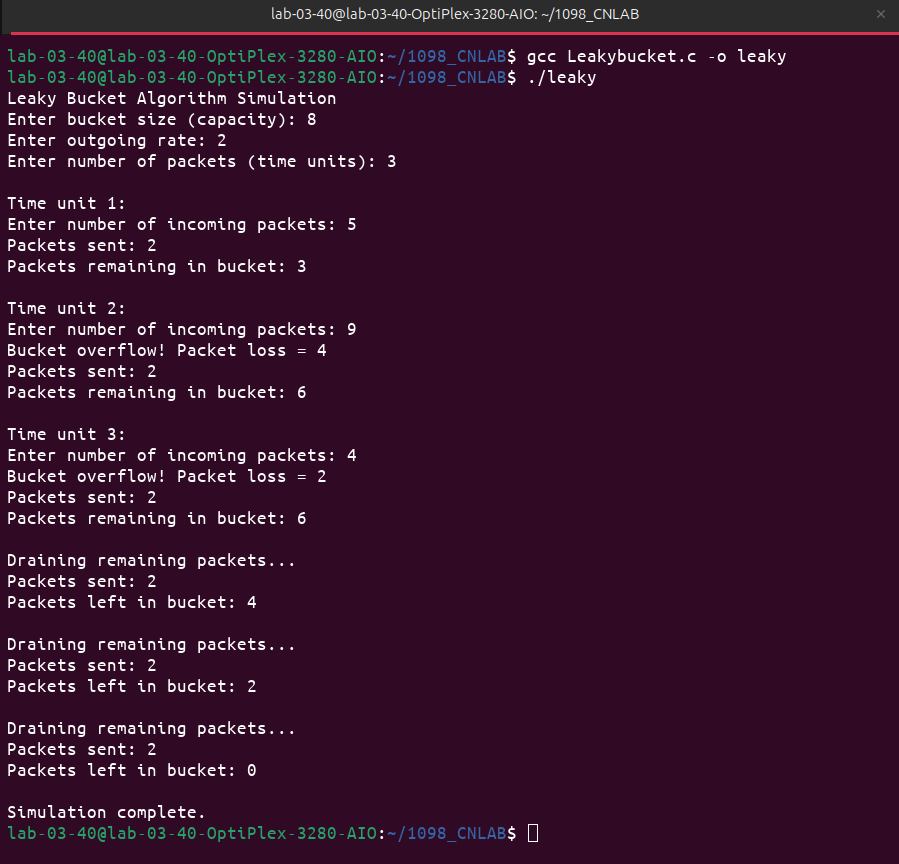 lab-03-40@lab-03-40-OptiPlex-3280-AIO: ~/1098_CNLAB
lab-03-40@lab-03-40-OptiPlex-3280-AIO:~/1098_CNLAB$ gcc Leakybucket.c -o leaky
lab-03-40@lab-03-40-OptiPlex-3280-AIO:~/1098_CNLAB$ ./leaky
Leaky Bucket Algorithm Simulation
Enter bucket size (capacity): 8
Enter outgoing rate: 2
Enter number of packets (time units): 3

Time unit 1:
Enter number of incoming packets: 5
Packets sent: 2
Packets remaining in bucket: 3

Time unit 2:
Enter number of incoming packets: 9
Bucket overflow! Packet loss = 4
Packets sent: 2
Packets remaining in bucket: 6

Time unit 3:
Enter number of incoming packets: 4
Bucket overflow! Packet loss = 2
Packets sent: 2
Packets remaining in bucket: 6

Draining remaining packets...
Packets sent: 2
Packets left in bucket: 4

Draining remaining packets...
Packets sent: 2
Packets left in bucket: 2

Draining remaining packets...
Packets sent: 2
Packets left in bucket: 0

Simulation complete.
lab-03-40@lab-03-40-OptiPlex-3280-AIO:~/1098_CNLAB$